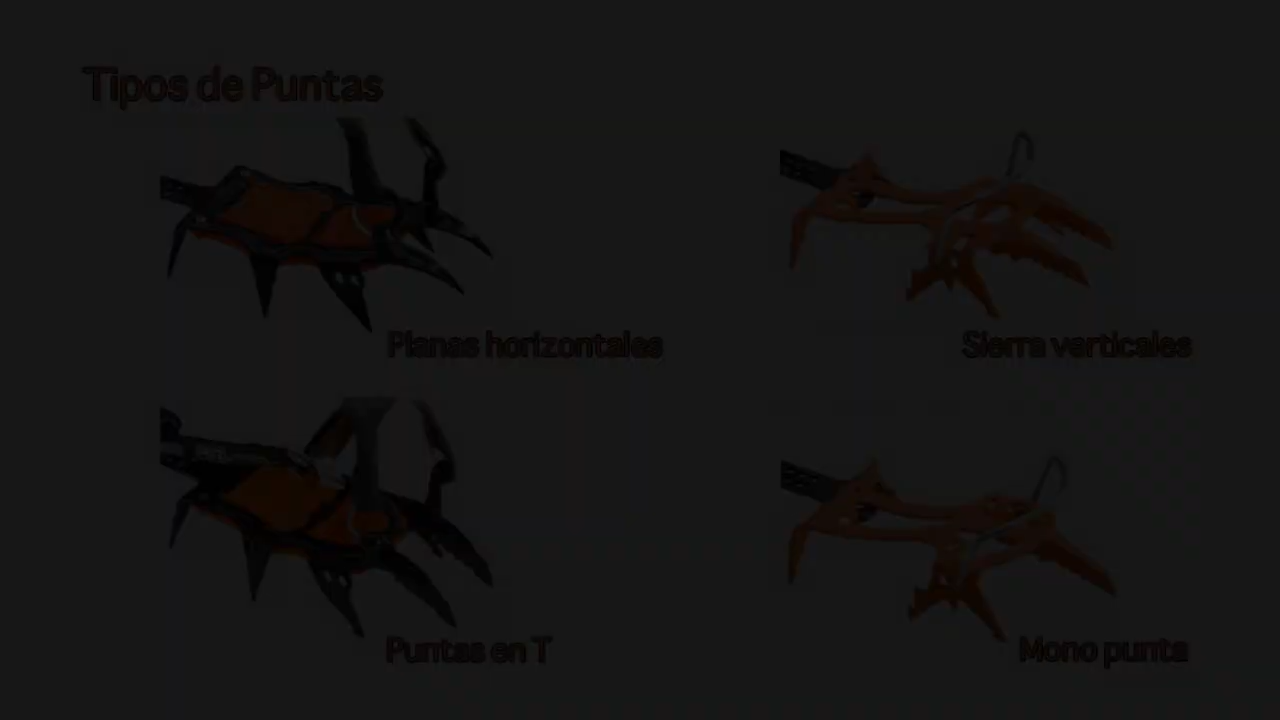 Tipos de Puntas
Planas horizontales
Sierra verticales
Puntas en T
Mono punta